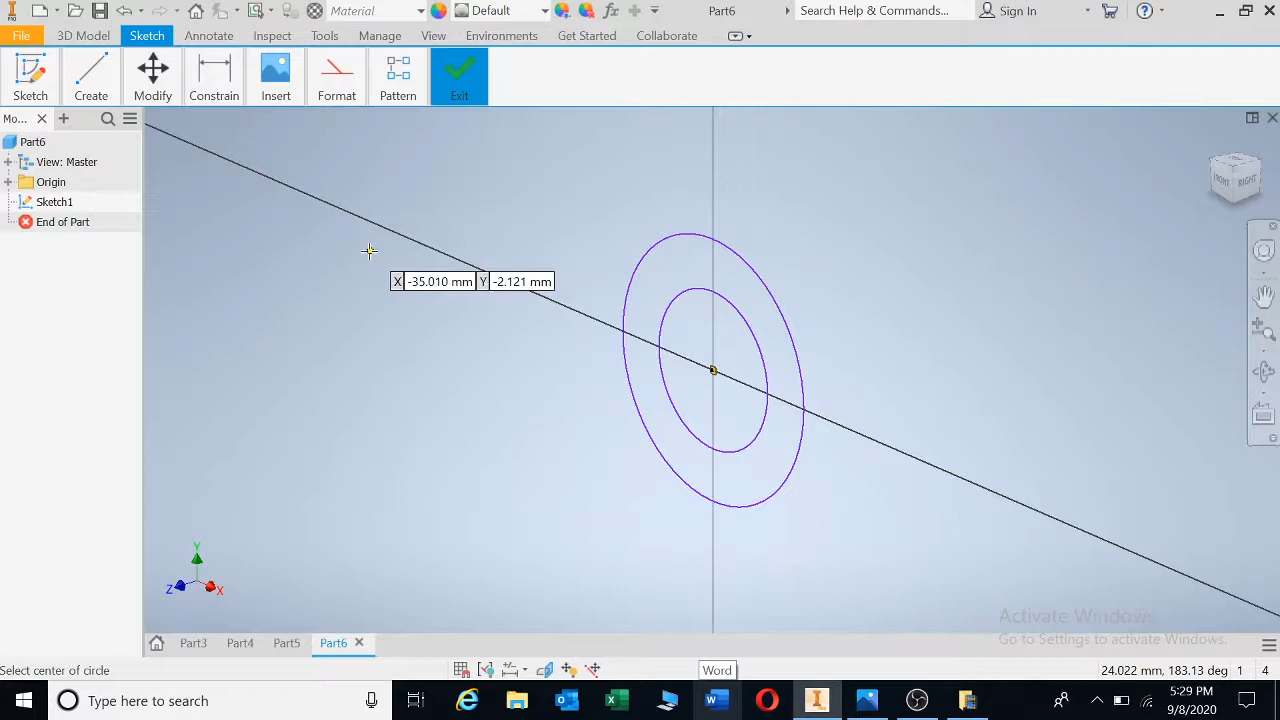 Material
Default
Part6
Search Help & Commands...
Sign In
File
3D Model
Sketch
Annotate
Inspect
Tools
Manage
View
Environments
Get Started
Collaborate
Sketch
Create
Modify
Constrain
Insert
Format
Pattern
Exit
Mo...
Part6
View: Master
Origin
Sketch1
End of Part
FRONT
RIGHT
X -35.010 mm Y -2.121 mm
Y
Z
X
Activate Windows
Go to Settings to activate Windows.
Part3
Part4
Part5
Part6
Select center of circle
Word
24.022 mm, 183.13 deg
1
4
Type here to search
5:29 PM
9/8/2020